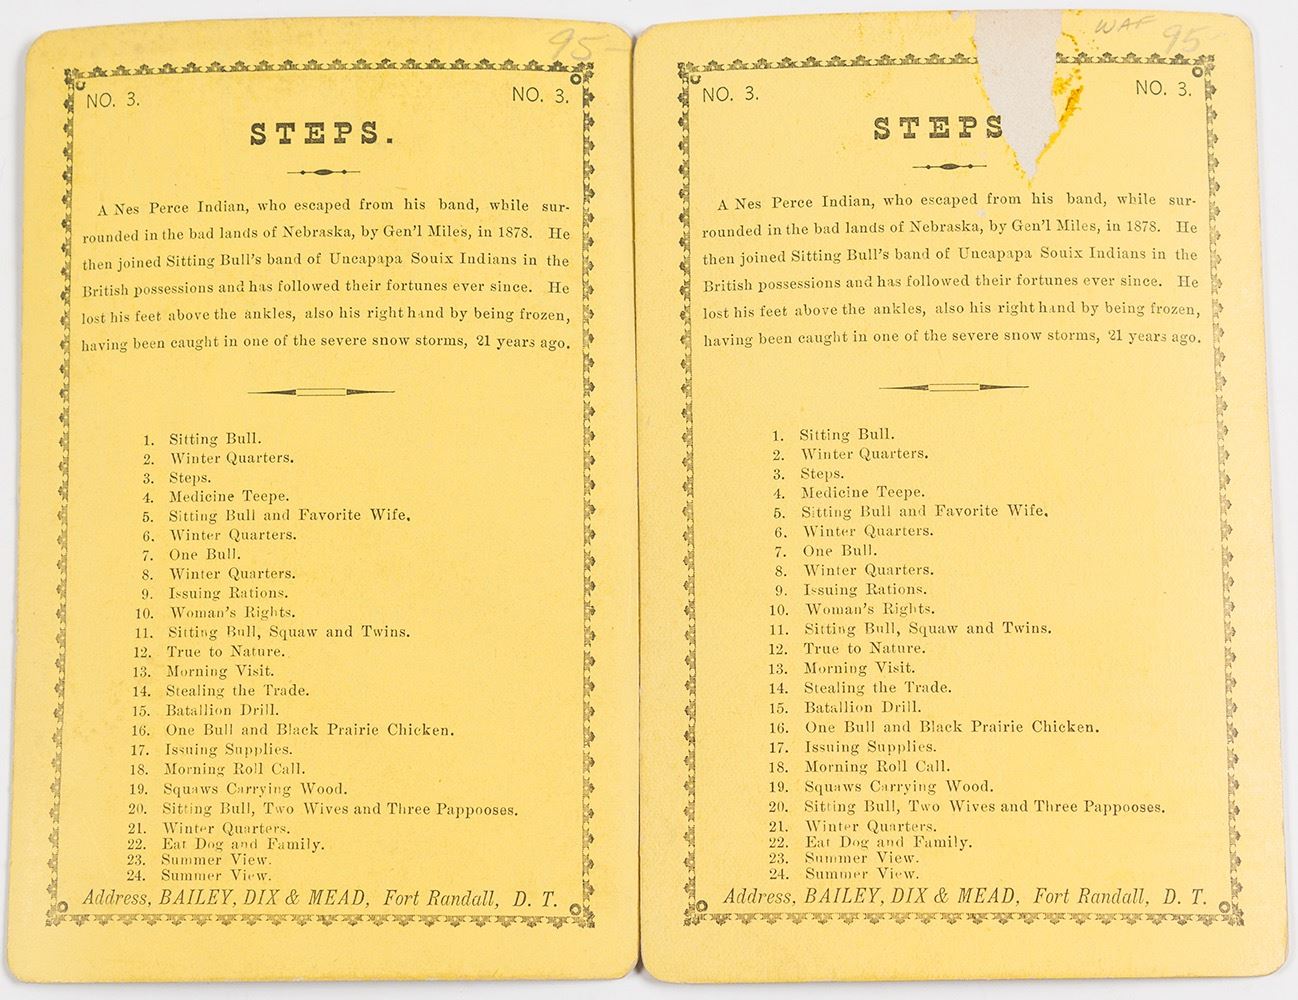 95-
NO. 3. NO. 3.
STEPS.
A Nes Perce Indian, who escaped from his band, while sur-
rounded in the bad lands of Nebraska, by Gen'l Miles, in 1878. He
then joined Sitting Bull's band of Uncapapa Souix Indians in the
British possessions and has followed their fortunes ever since. He
lost his feet above the ankles, also his right hand by being frozen,
having been caught in one of the severe snow storms, 21 years ago.
1. Sitting Bull.
2. Winter Quarters.
3. Steps.
4. Medicine Teepe.
5. Sitting Bull and Favorite Wife.
6. Winter Quarters.
7. One Bull.
8. Winter Quarters.
9. Issuing Rations.
10. Woman's Rights.
11. Sitting Bull, Squaw and Twins.
12. True to Nature.
13. Morning Visit.
14. Stealing the Trade.
15. Batallion Drill.
16. One Bull and Black Prairie Chicken.
17. Issuing Supplies.
18. Morning Roll Call.
19. Squaws Carrying Wood.
20. Sitting Bull, Two Wives and Three Pappooses.
21. Winter Quarters.
22. Eat Dog and Family.
23. Summer View.
24. Summer View.
Address, BAILEY, DIX & MEAD, Fort Randall, D. T.
WAF 95-
NO. 3. NO. 3.
STEPS
A Nes Perce Indian, who escaped from his band, while sur-
rounded in the bad lands of Nebraska, by Gen'l Miles, in 1878. He
then joined Sitting Bull's band of Uncapapa Souix Indians in the
British possessions and has followed their fortunes ever since. He
lost his feet above the ankles, also his right hand by being frozen,
having been caught in one of the severe snow storms, 21 years ago.
1. Sitting Bull.
2. Winter Quarters.
3. Steps.
4. Medicine Teepe.
5. Sitting Bull and Favorite Wife.
6. Winter Quarters.
7. One Bull.
8. Winter Quarters.
9. Issuing Rations.
10. Woman's Rights.
11. Sitting Bull, Squaw and Twins.
12. True to Nature.
13. Morning Visit.
14. Stealing the Trade.
15. Batallion Drill.
16. One Bull and Black Prairie Chicken.
17. Issuing Supplies.
18. Morning Roll Call.
19. Squaws Carrying Wood.
20. Sitting Bull, Two Wives and Three Pappooses.
21. Winter Quarters.
22. Eat Dog and Family.
23. Summer View.
24. Summer View.
Address, BAILEY, DIX & MEAD, Fort Randall, D. T.